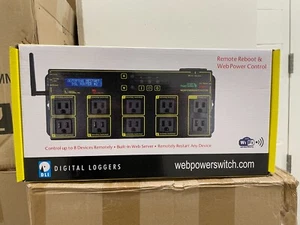 Remote Reboot &
Web Power Control
Control up to 8 Devices Remotely • Built-In Web Server • Remotely Restart Any Device
DLI
DIGITAL LOGGERS
webpowerswitch.com